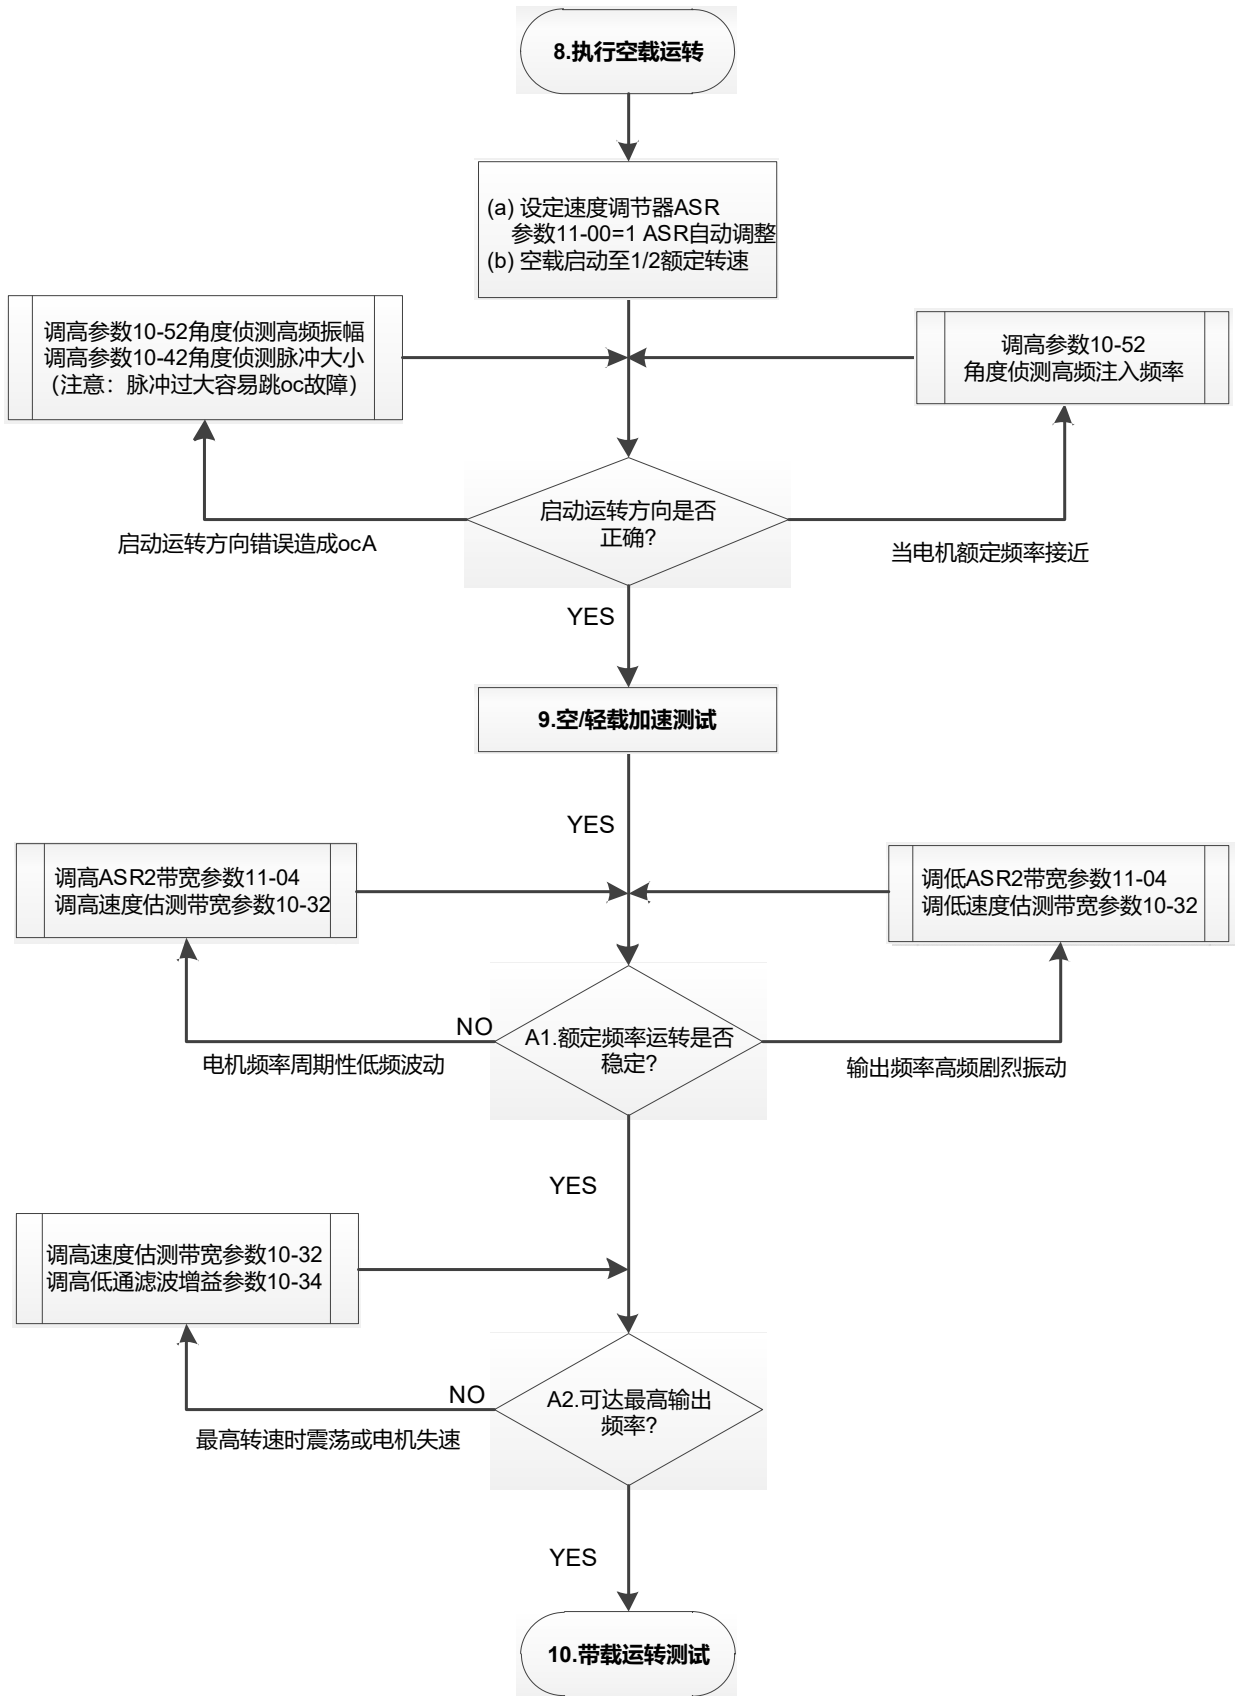 8.执行空载运转
(a) 设定速度调节器ASR
参数11-00=1 ASR自动调整
(b) 空载启动至1/2额定转速
调高参数10-52角度侦测高频振幅
调高参数10-42角度侦测脉冲大小
（注意：脉冲过大容易跳oc故障）
调高参数10-52
角度侦测高频注入频率
启动运转方向是否
正确?
启动运转方向错误造成ocA
当电机额定频率接近
YES
9.空/轻载加速测试
YES
调高ASR2带宽参数11-04
调高速度估测带宽参数10-32
调低ASR2带宽参数11-04
调低速度估测带宽参数10-32
NO
A1.额定频率运转是否
稳定?
电机频率周期性低频波动
输出频率高频剧烈振动
YES
调高速度估测带宽参数10-32
调高低通滤波增益参数10-34
NO
A2.可达最高输出
频率?
最高转速时震荡或电机失速
YES
10.带载运转测试